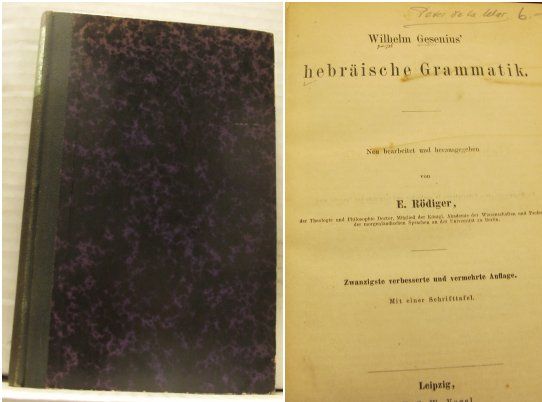 6.-
Wilhelm Gesenius'
hebräische Grammatik.
Neu bearbeitet und herausgegeben
von
E. Rödiger,
der Theologie und Philosophie Doctor, Mitglied der Königl. Akademie der Wissenschaften und
der morgenländischen Sprachen an der Universität zu Berlin.
Zwanzigste verbesserte und vermehrte Auflage.
Mit einer Schrifttafel.
Leipzig,